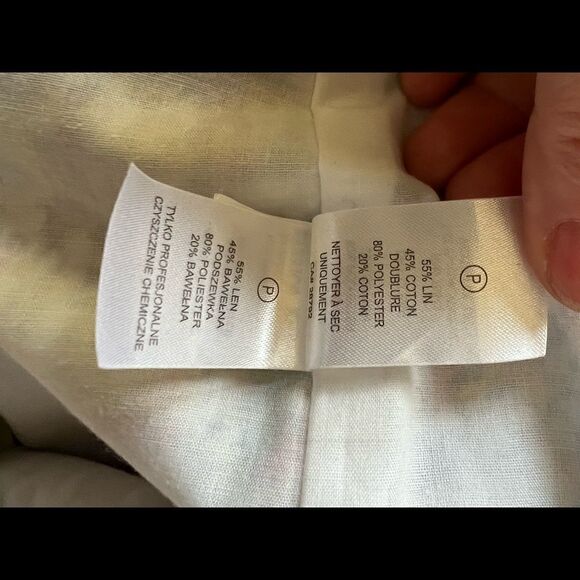 P
55% LEN
45% BAWEŁNA
PODSZEWKA
80% POLIESTER
20% BAWEŁNA
TYLKO PROFESJONALNE
CZYSZCZENIE CHEMICZNE
P
55% LIN
45% COTON
DOUBLURE
80% POLYESTER
20% COTON
NETTOYER À SEC
UNIQUEMENT